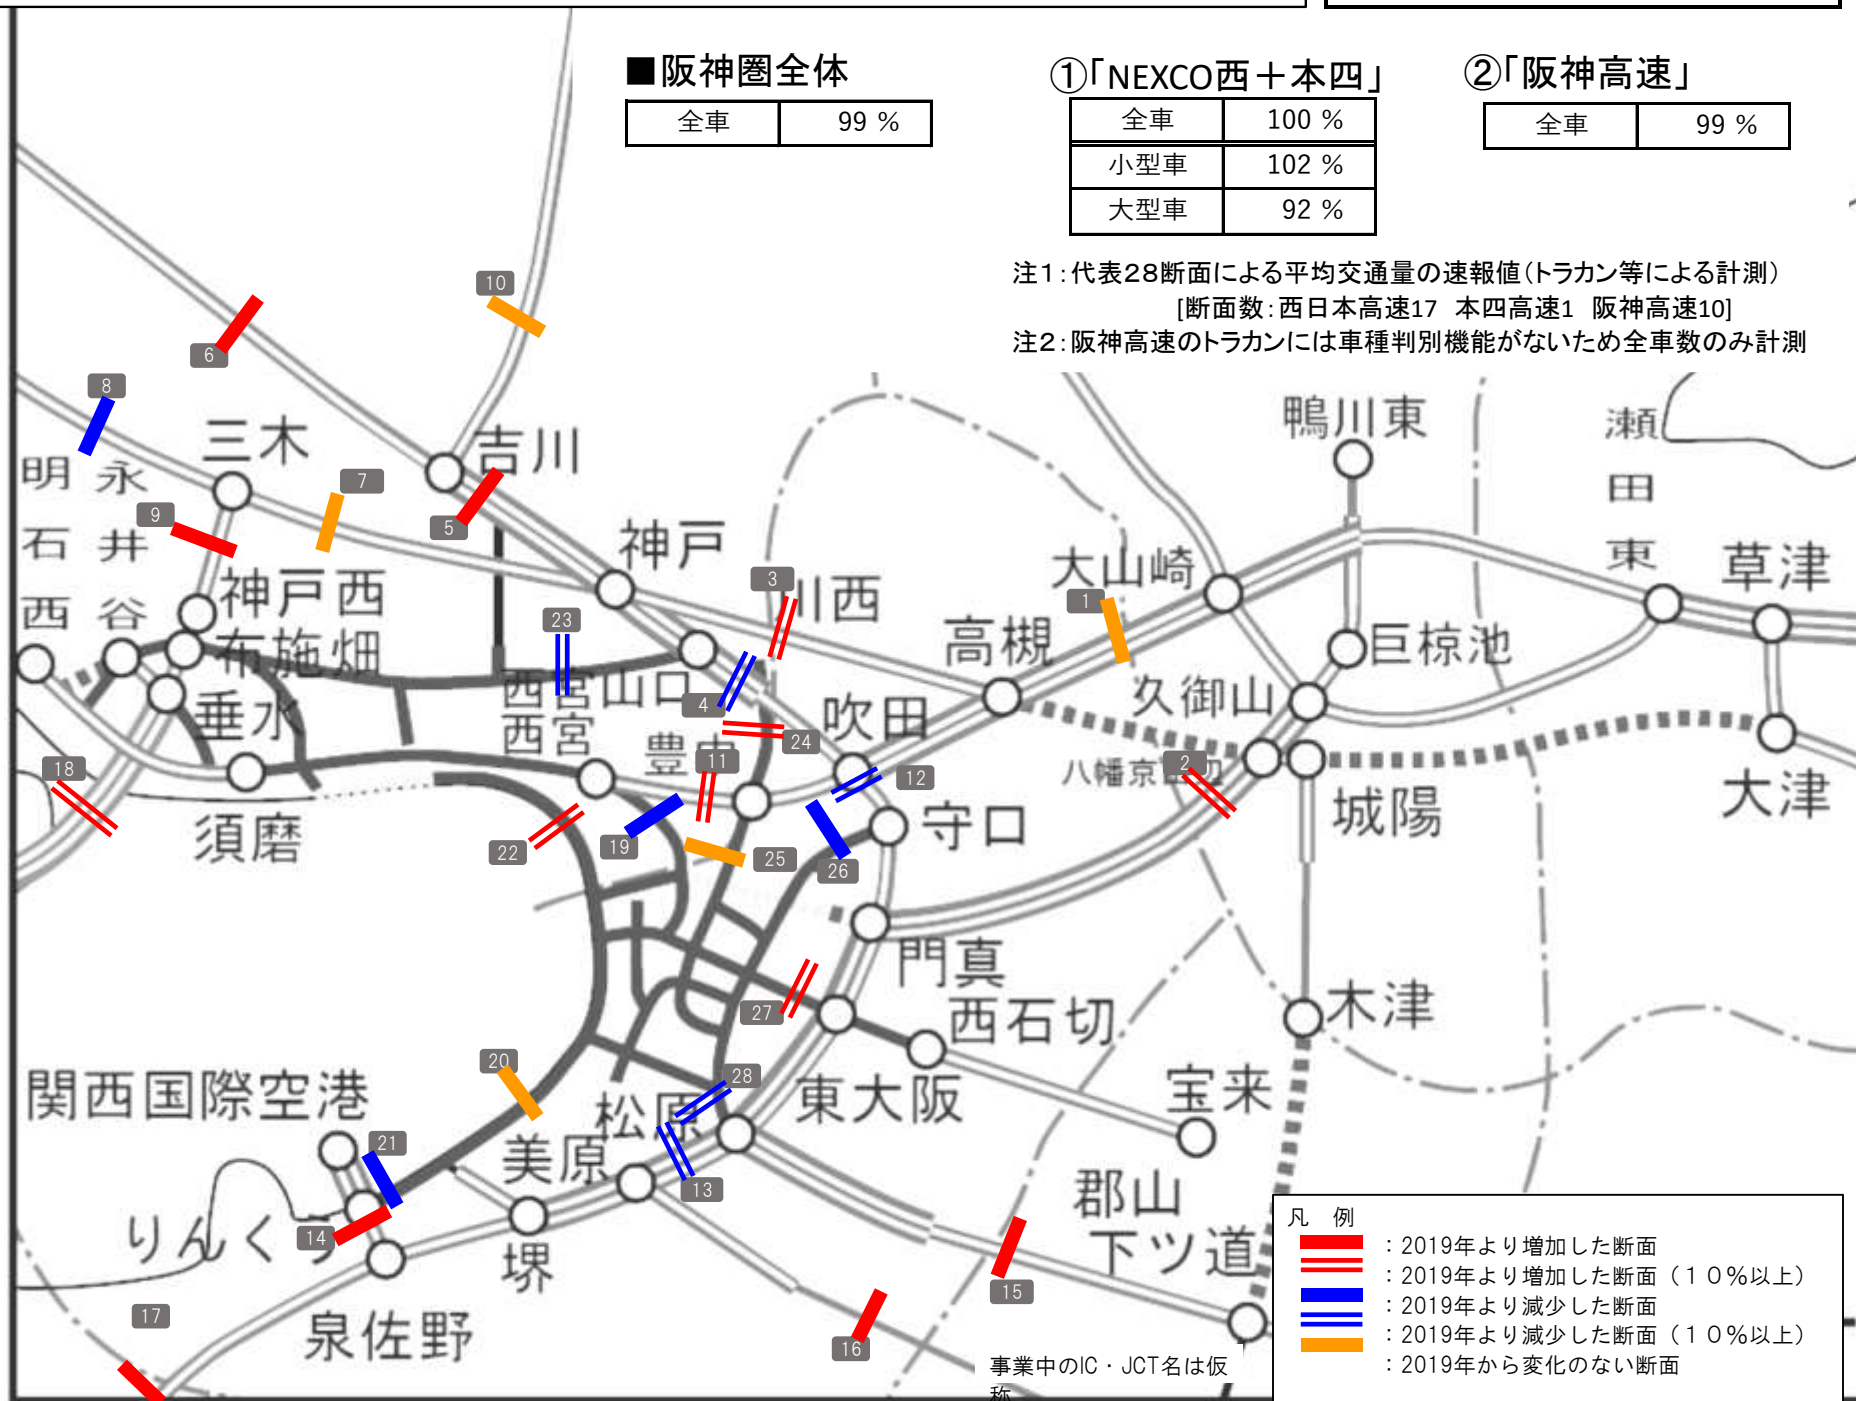 ■阪神圏全体
全車 99 %
①「NEXCO西＋本四」
全車 100 %
小型車 102 %
大型車 92 %
②「阪神高速」
全車 99 %
注１：代表２８断面による平均交通量の速報値（トラカン等による計測）
[断面数：西日本高速17 本四高速1 阪神高速10]
注２：阪神高速のトラカンには車種判別機能がないため全車数のみ計測
10
6
8
三木
吉川
鴨川東
瀬田東
明石西
永井谷
7
9
5
神戸
大山崎
草津
神戸西
3
川西
1
布施畑
23
高槻
巨椋池
西宮山口
4
久御山
垂水
西宮
吹田
豊中
24
11
12
八幡京田辺
2
18
大津
須磨
22
19
守口
城陽
25
26
門真
27
西石切
木津
20
28
関西国際空港
松原
東大阪
宝来
21
美原
13
郡山
りんくう
14
下ツ道
堺
15
17
泉佐野
16
事業中のIC・JCT名は仮
称
凡 例
：2019年より増加した断面
：2019年より増加した断面（１０％以上）
：2019年より減少した断面
：2019年より減少した断面（１０％以上）
：2019年から変化のない断面